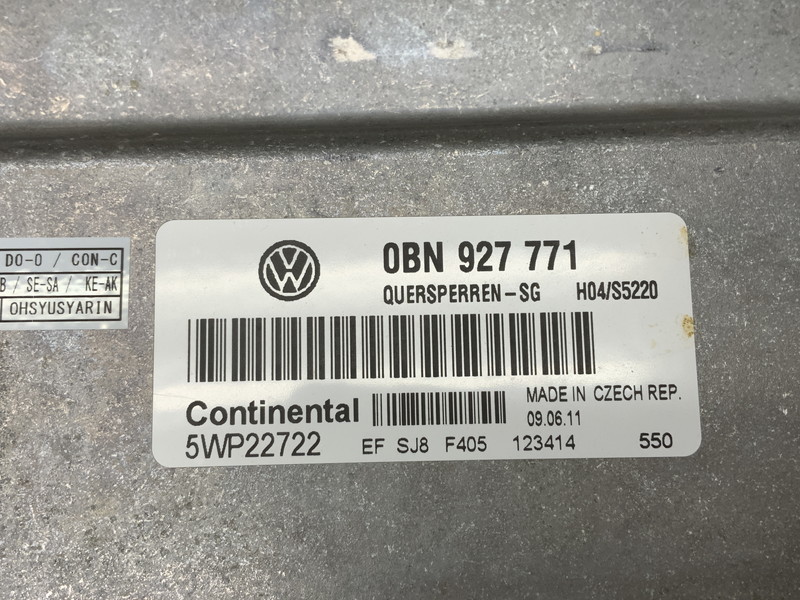 DO-O / CON-C
B / SE-SA / KE-AK
OHSYUSYARIN
VW
0BN 927 771
QUERSPERREN-SG H04/S5220
Continental
MADE IN CZECH REP.
09.06.11
5WP22722 EF SJ8 F405 123414 550